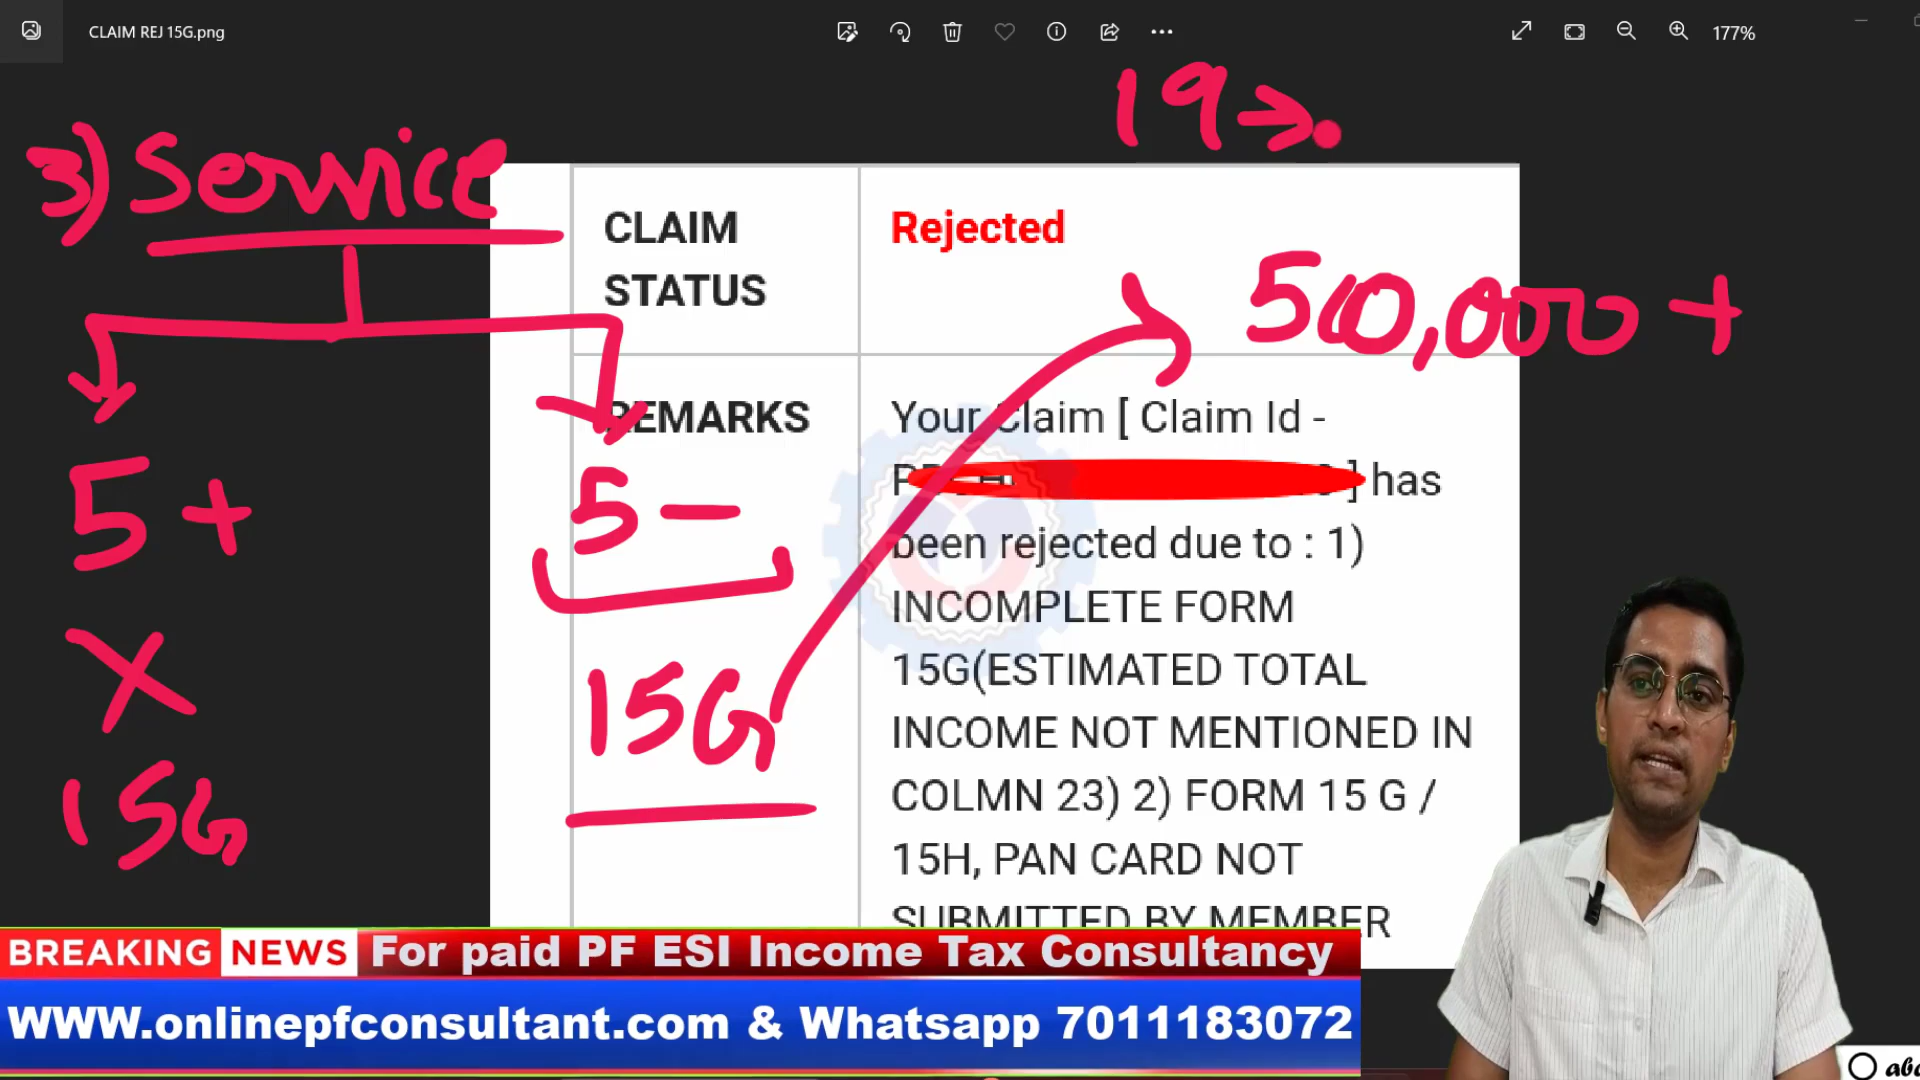 CLAIM REJ 15G.png
177%
19
3) Service
CLAIM STATUS
Rejected
50,000 +
REMARKS
Your Claim [ Claim Id -
] has
been rejected due to : 1)
INCOMPLETE FORM
15G(ESTIMATED TOTAL
INCOME NOT MENTIONED IN
COLMN 23) 2) FORM 15 G /
15H, PAN CARD NOT
SUBMITTED BY MEMBER
5 +
5 -
X
15G
15G
BREAKING NEWS For paid PF ESI Income Tax Consultancy
WWW.onlinepfconsultant.com & Whatsapp 7011183072